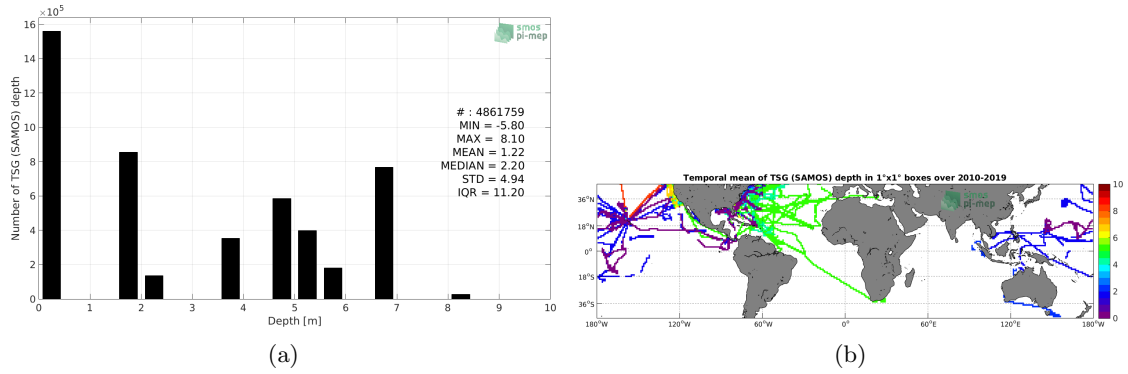 ×10⁵
16
14
12
10
8
6
4
2
0
Number of TSG (SAMOS) depth
smos
pi-mep
# : 4861759
MIN = -5.80
MAX = 8.10
MEAN = 1.22
MEDIAN = 2.20
STD = 4.94
IQR = 11.20
0 1 2 3 4 5 6 7 8 9 10
Depth [m]
(a)
Temporal mean of TSG (SAMOS) depth in 1°x1° boxes over 2010-2019
36°N
18°N
0°
18°S
36°S
smos
pi-mep
180°W 120°W 60°W 0° 60°E 120°E 180°W
10
8
6
4
2
0
(b)